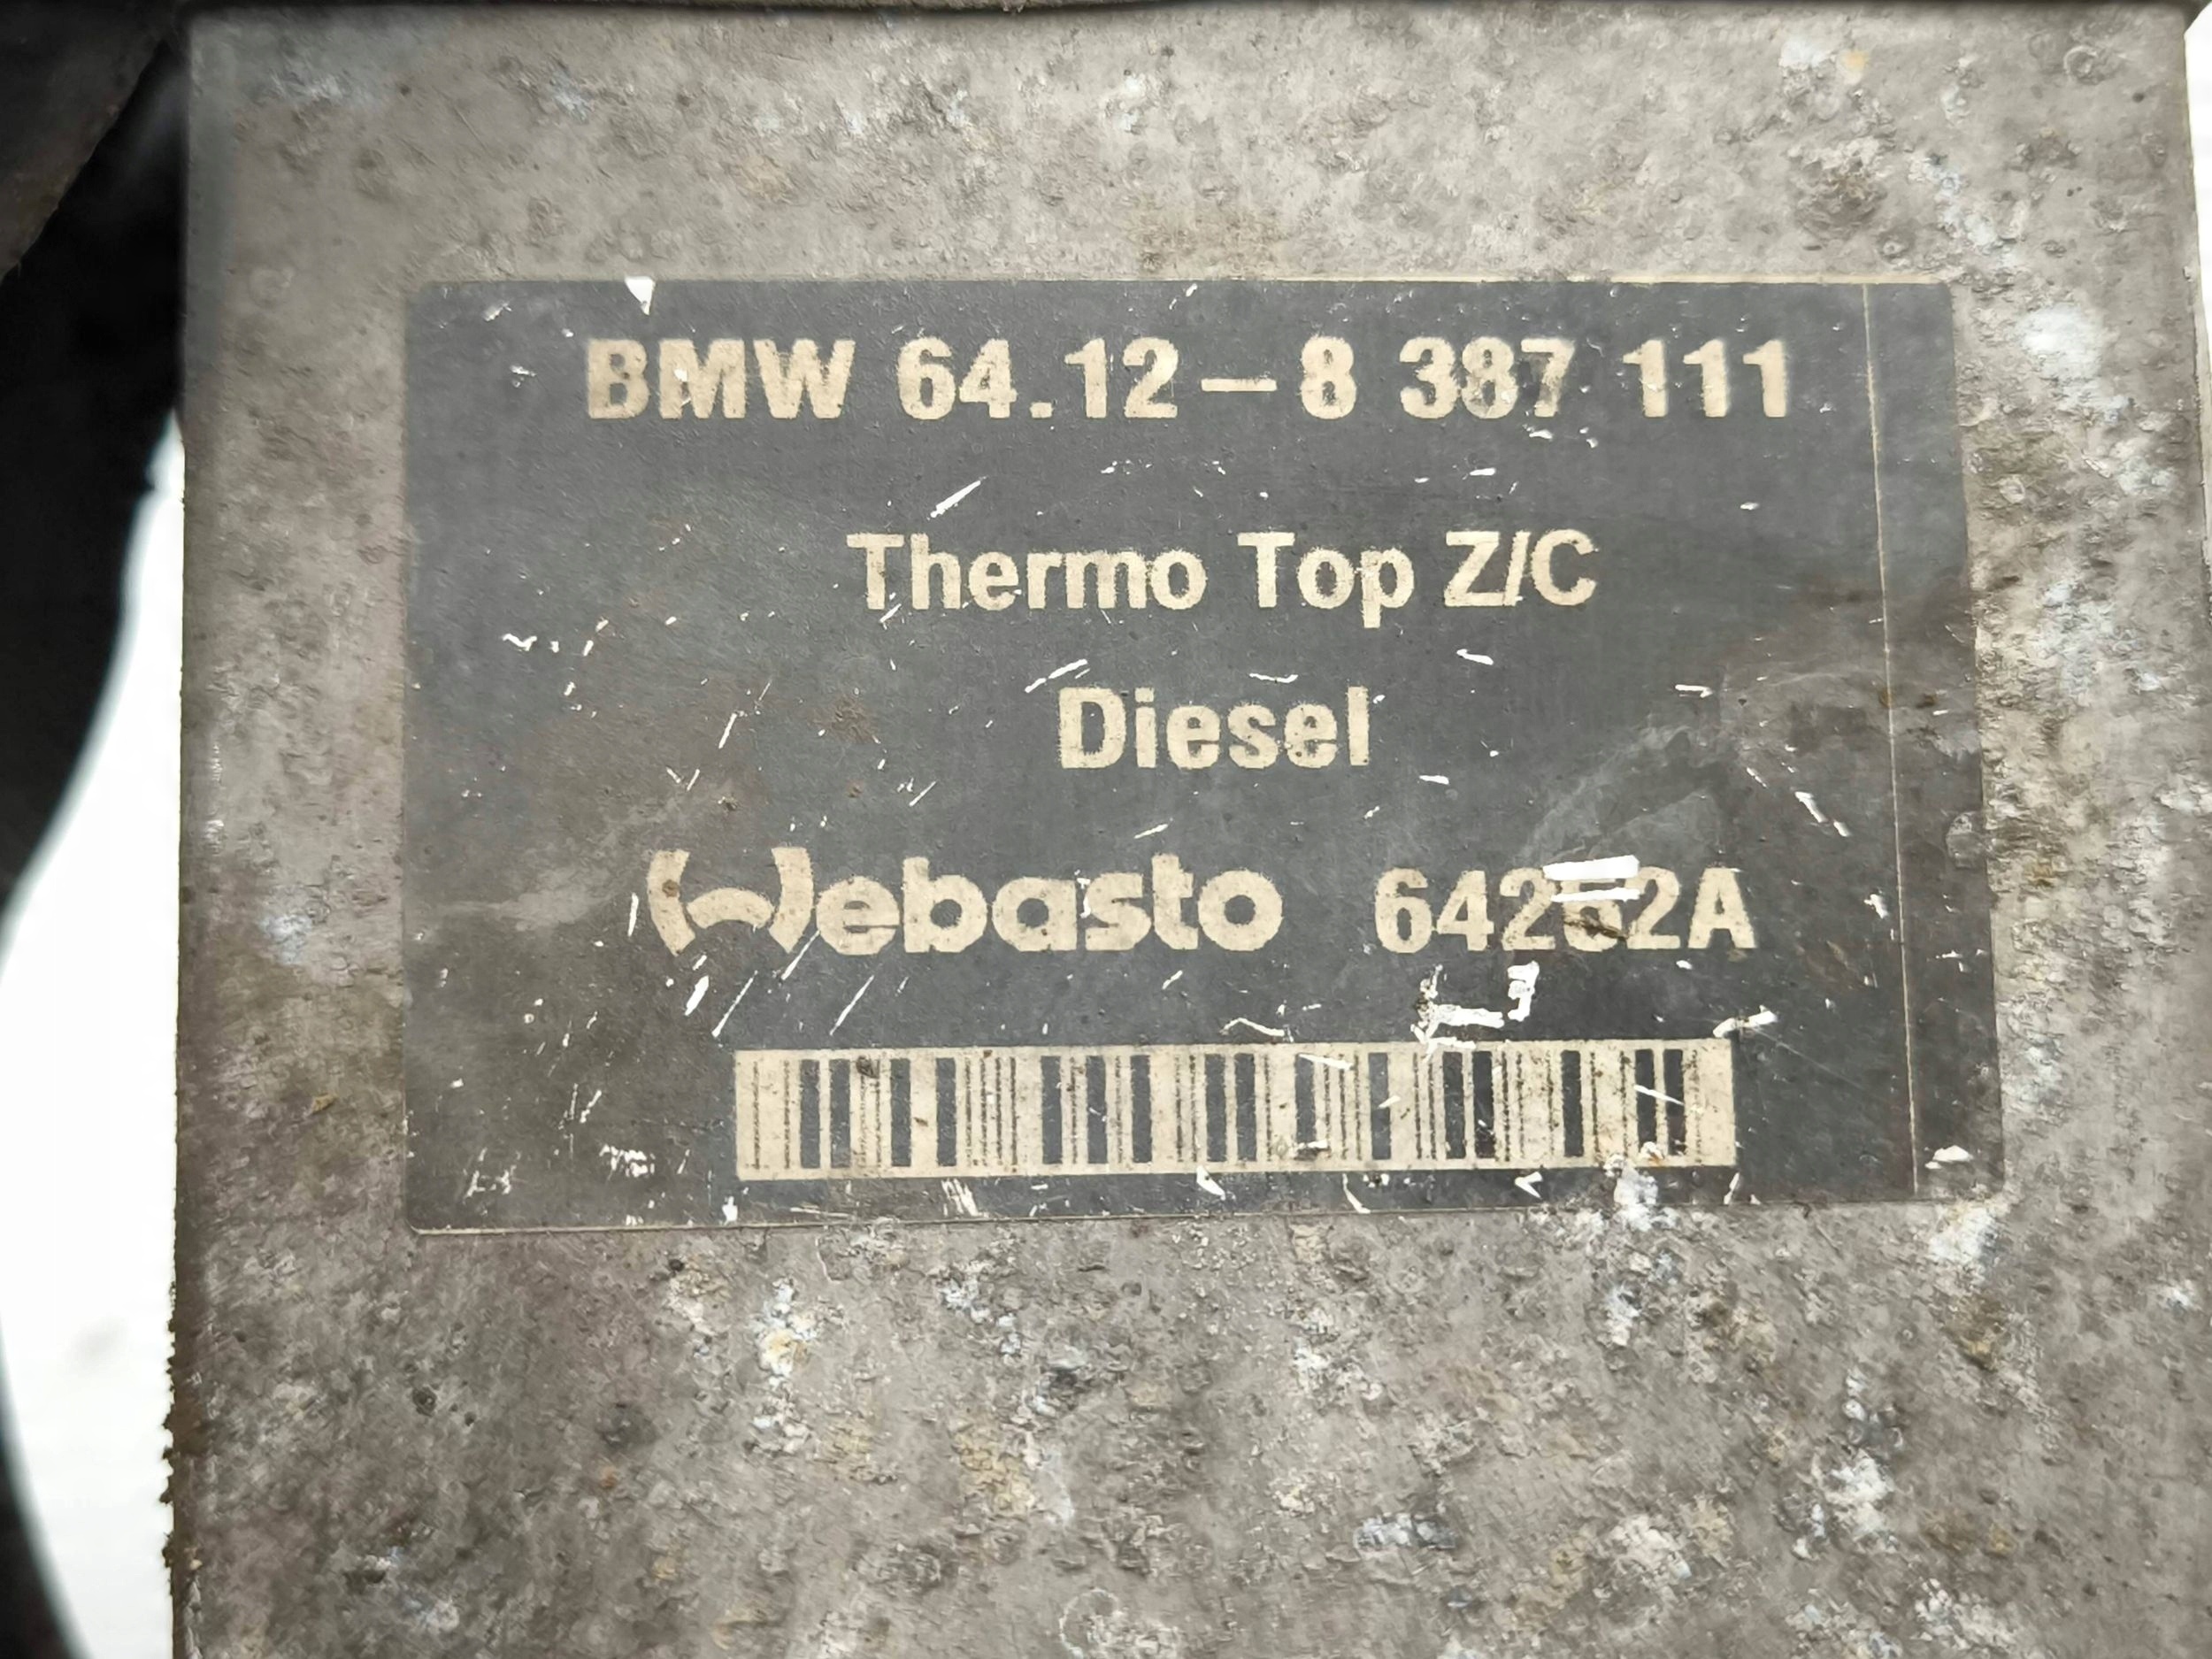 BMW 64.12 – 8 387 111
Thermo Top Z/C
Diesel
Webasto